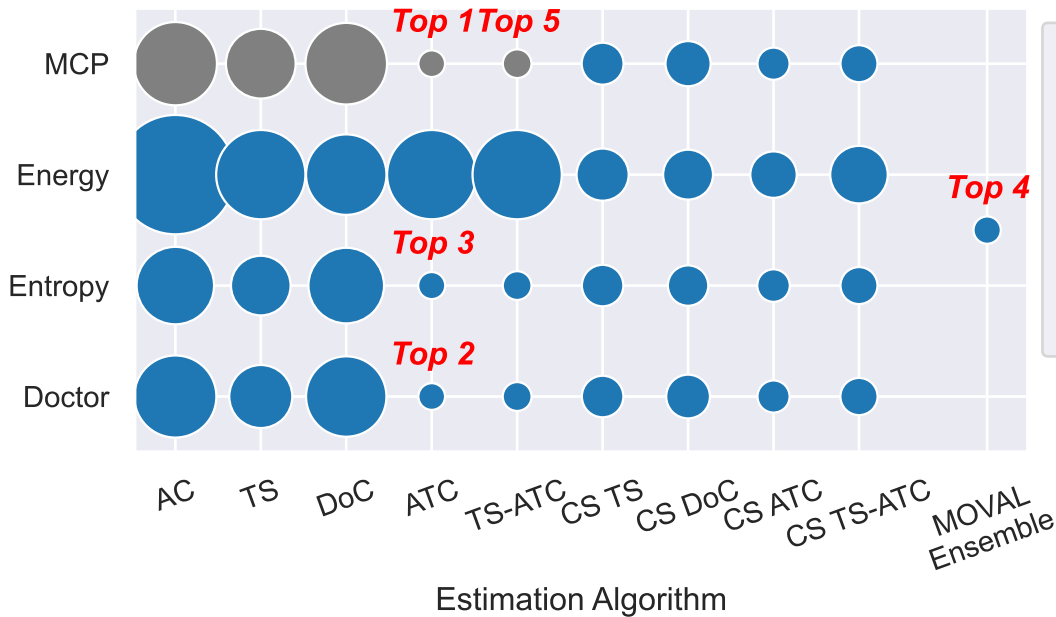 Top 1 Top 5
MCP
Energy
Top 4
Top 3
Entropy
Top 2
Doctor
AC TS DoC ATC TS-ATC CS TS CS DoC CS ATC CS TS-ATC MOVAL
Ensemble
Estimation Algorithm